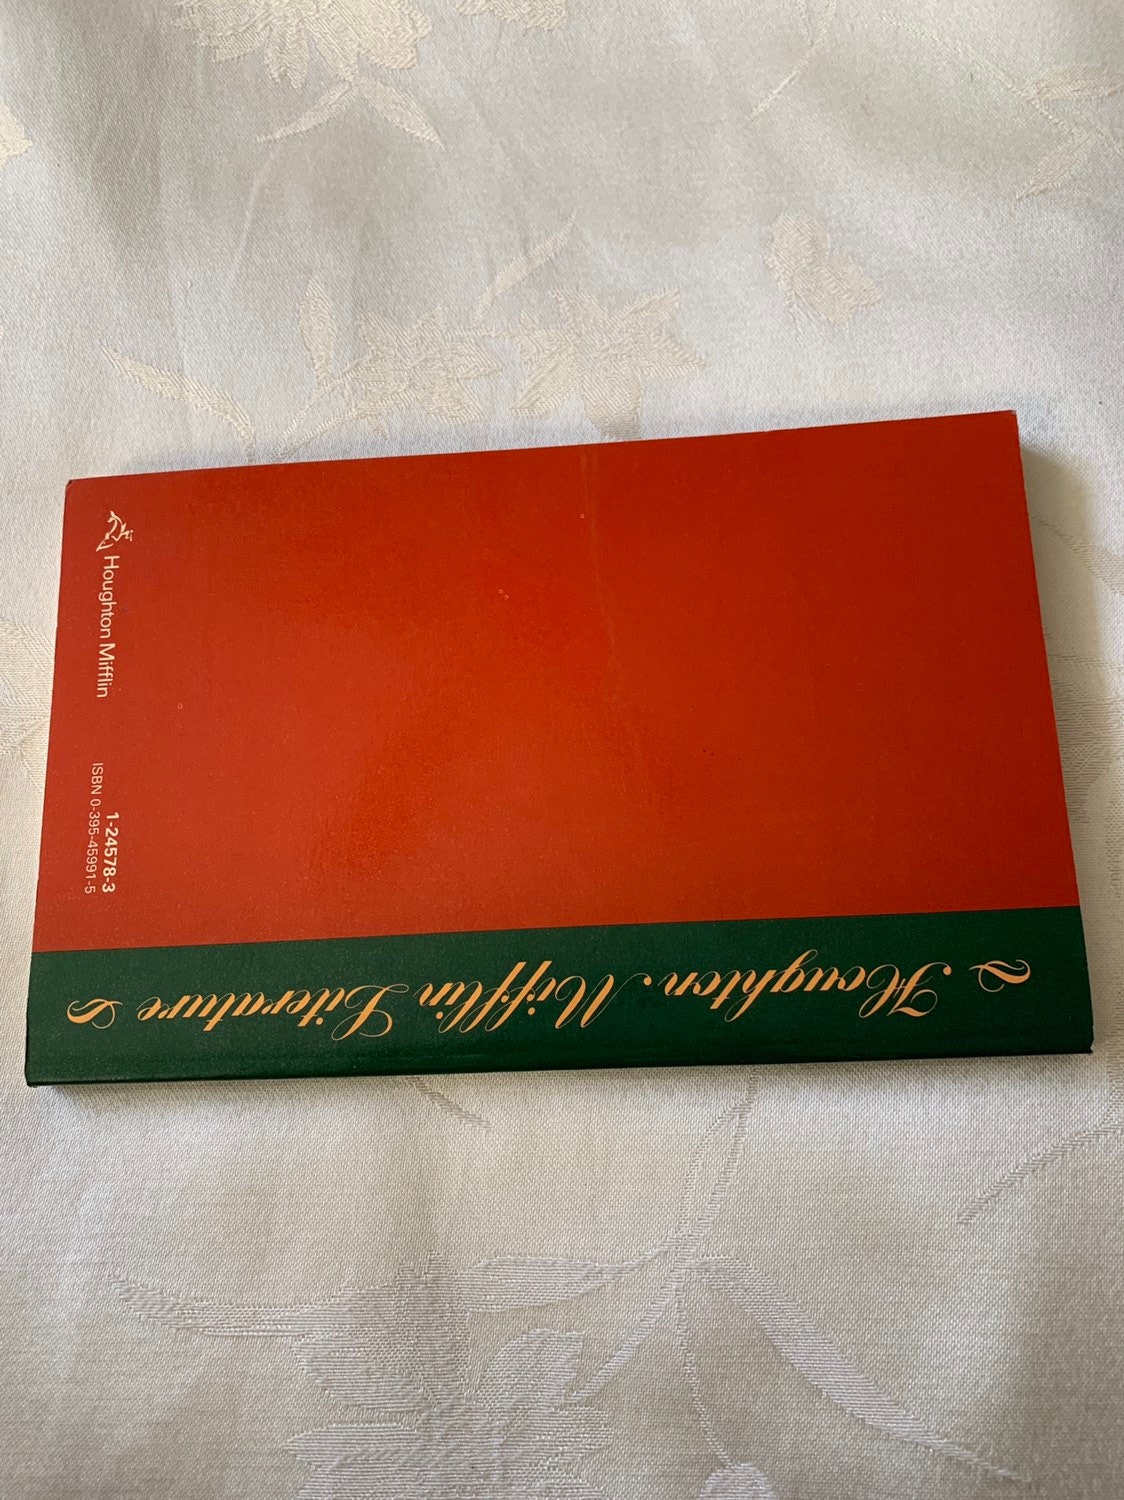 Houghton Mifflin Literature
Houghton Mifflin
1-24578-3
ISBN 0-395-45991-5